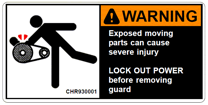 WARNING
Exposed moving
parts can cause
severe injury
LOCK OUT POWER
before removing
guard
CHR930001